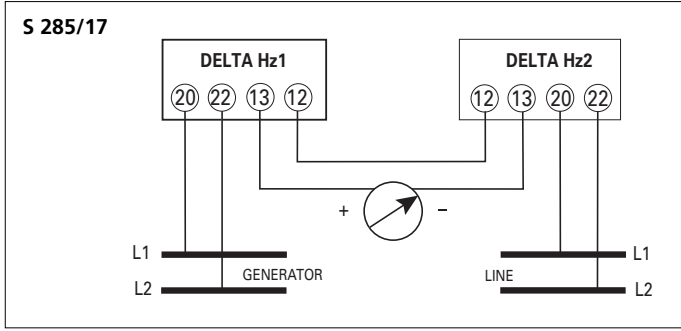 S 285/17
DELTA Hz1 DELTA Hz2
20 22 13 12 12 13 20 22
+ –
L1 L1
GENERATOR LINE
L2 L2